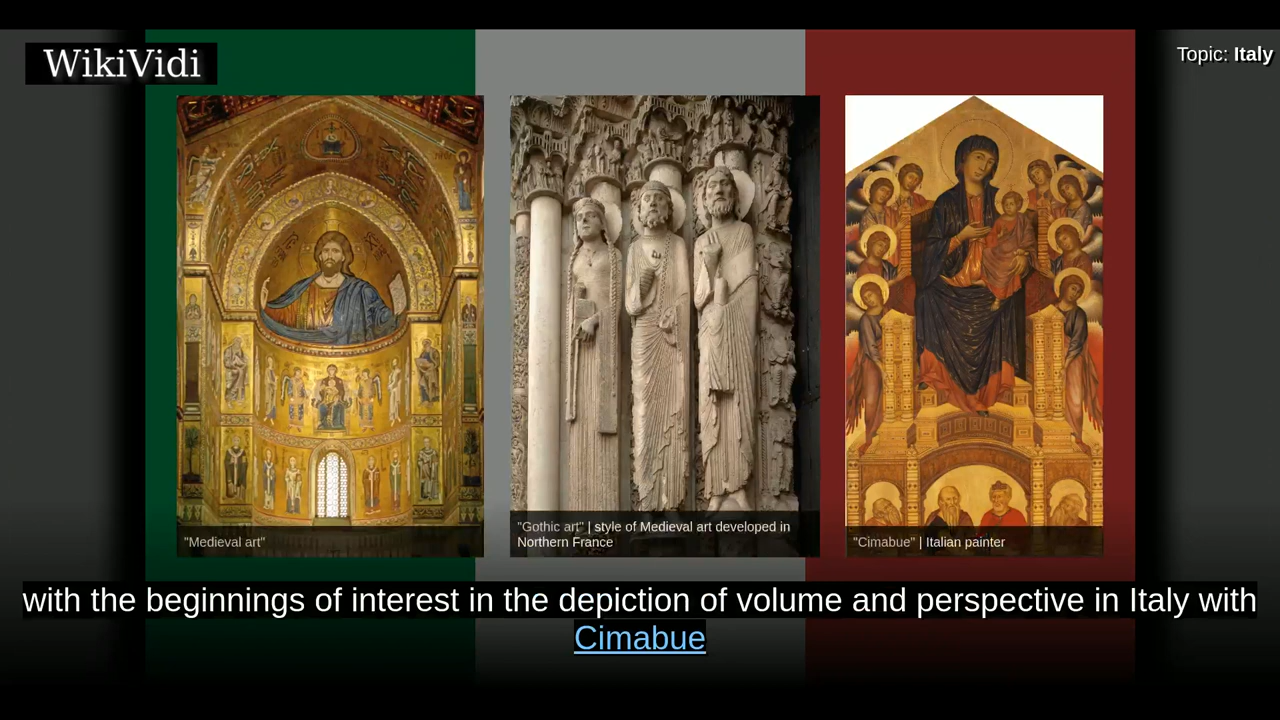 WikiVidi
Topic: Italy
"Medieval art"
"Gothic art" | style of Medieval art developed in
Northern France
"Cimabue" | Italian painter
with the beginnings of interest in the depiction of volume and perspective in Italy with
Cimabue